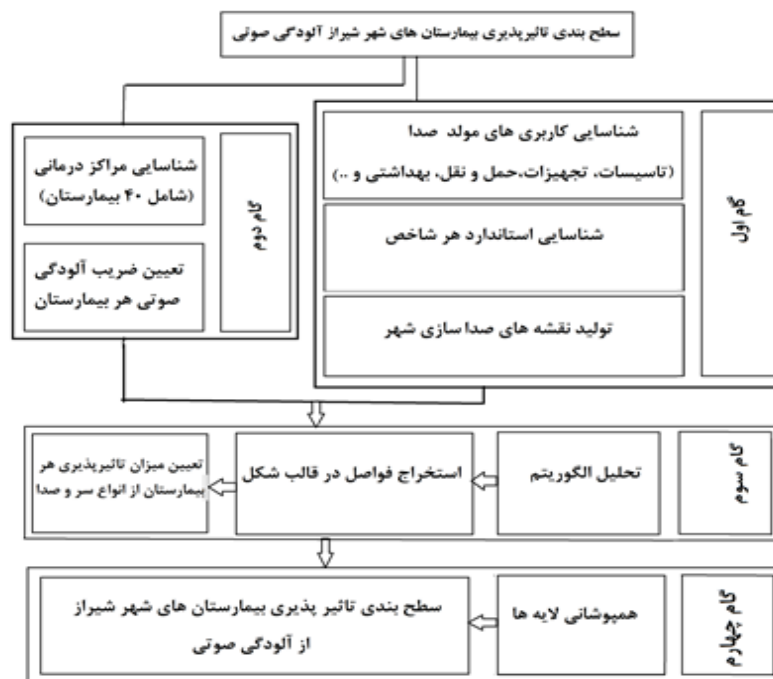 سطح بندی تاثیرپذیری بیمارستان های شهر شیراز آلودگی صوتی
گام اول
شناسایی کاربری های مولد صدا
(تاسیسات، تجهیزات،حمل و نقل، بهداشتی و ..)
شناسایی استاندارد هر شاخص
تولید نقشه های صدا سازی شهر
گام دوم
شناسایی مراکز درمانی
(شامل ۴۰ بیمارستان)
تعیین ضریب آلودگی
صوتی هر بیمارستان
گام سوم
تحلیل الگوریتم
استخراج فواصل در قالب شکل
تعیین میزان تاثیرپذیری هر
بیمارستان از انواع سر و صدا
گام چهارم
همپوشانی لایه ها
سطح بندی تاثیر پذیری بیمارستان های شهر شیراز
از آلودگی صوتی